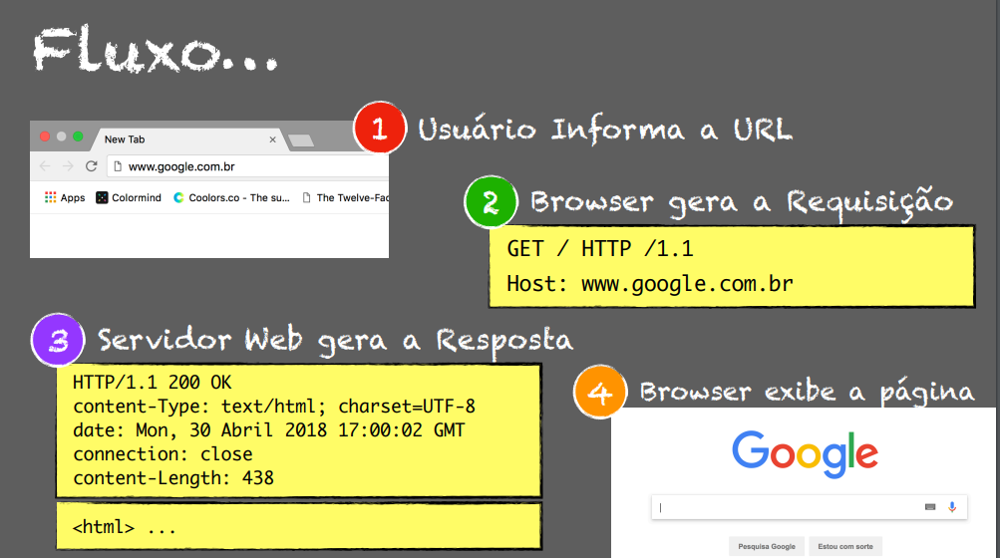 Fluxo...
1
Usuário Informa a URL
New Tab
www.google.com.br
Apps Colormind Coolors.co - The su... The Twelve-Fac
2
Browser gera a Requisição
GET / HTTP /1.1
Host: www.google.com.br
3
Servidor Web gera a Resposta
HTTP/1.1 200 OK
content-Type: text/html; charset=UTF-8
date: Mon, 30 Abril 2018 17:00:02 GMT
connection: close
content-Length: 438
<html> ...
4
Browser exibe a página
Google
Pesquisa Google Estou com sorte